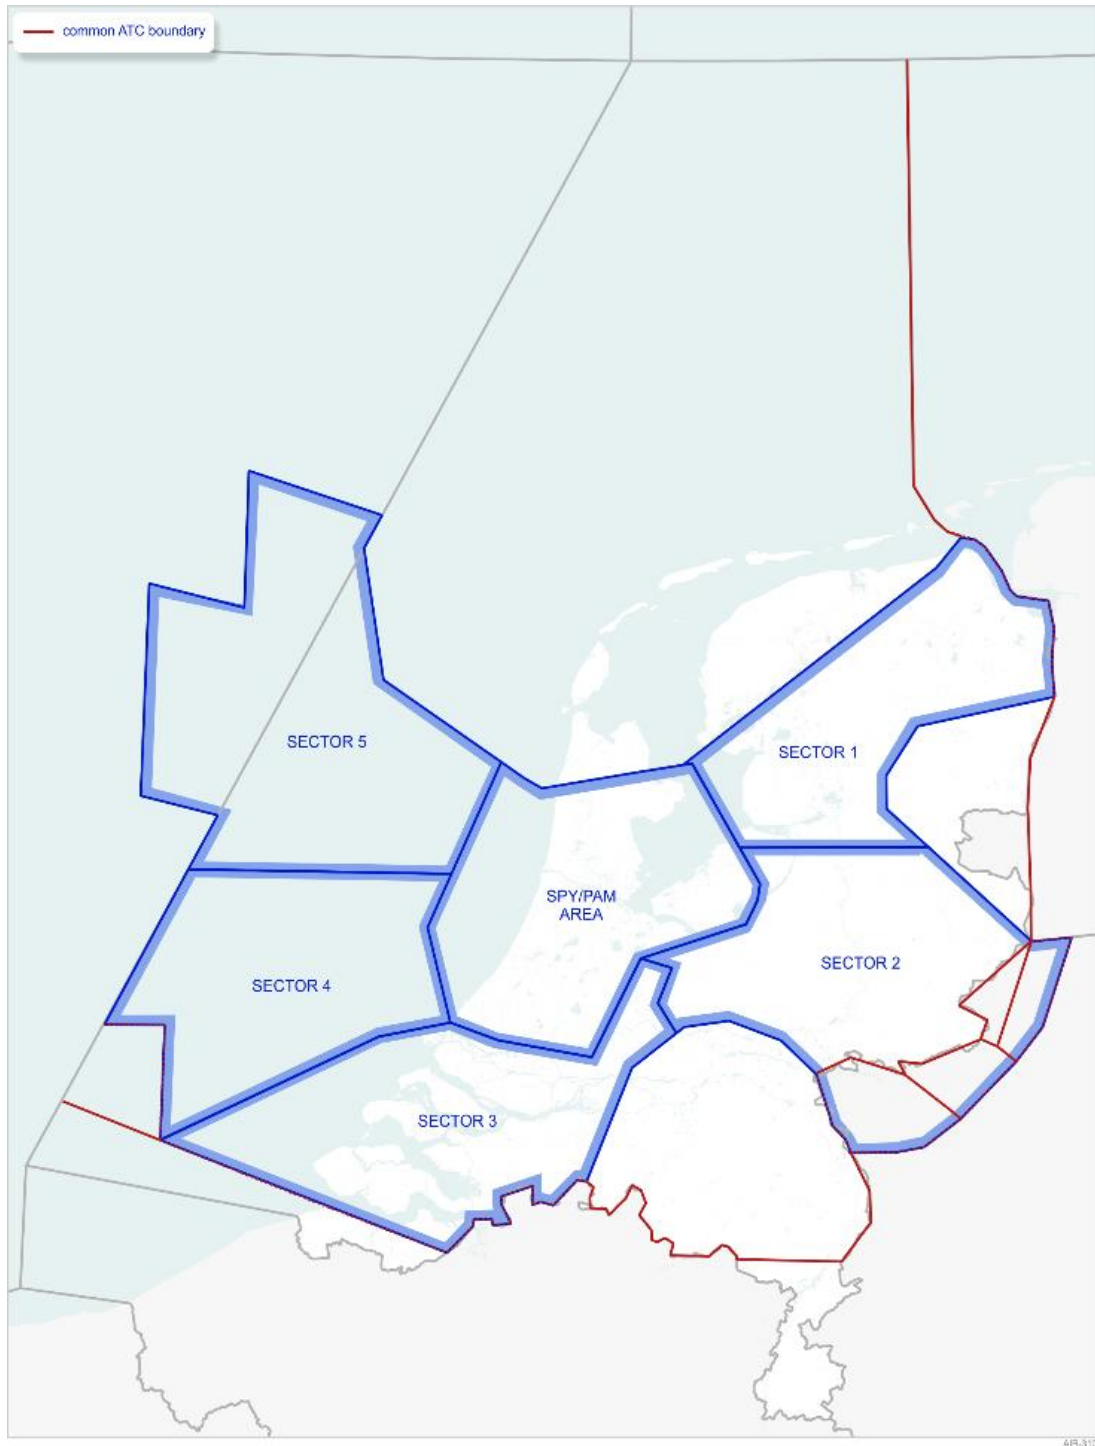 common ATC boundary
SECTOR 5
SECTOR 1
SPY/PAM
AREA
SECTOR 2
SECTOR 4
SECTOR 3